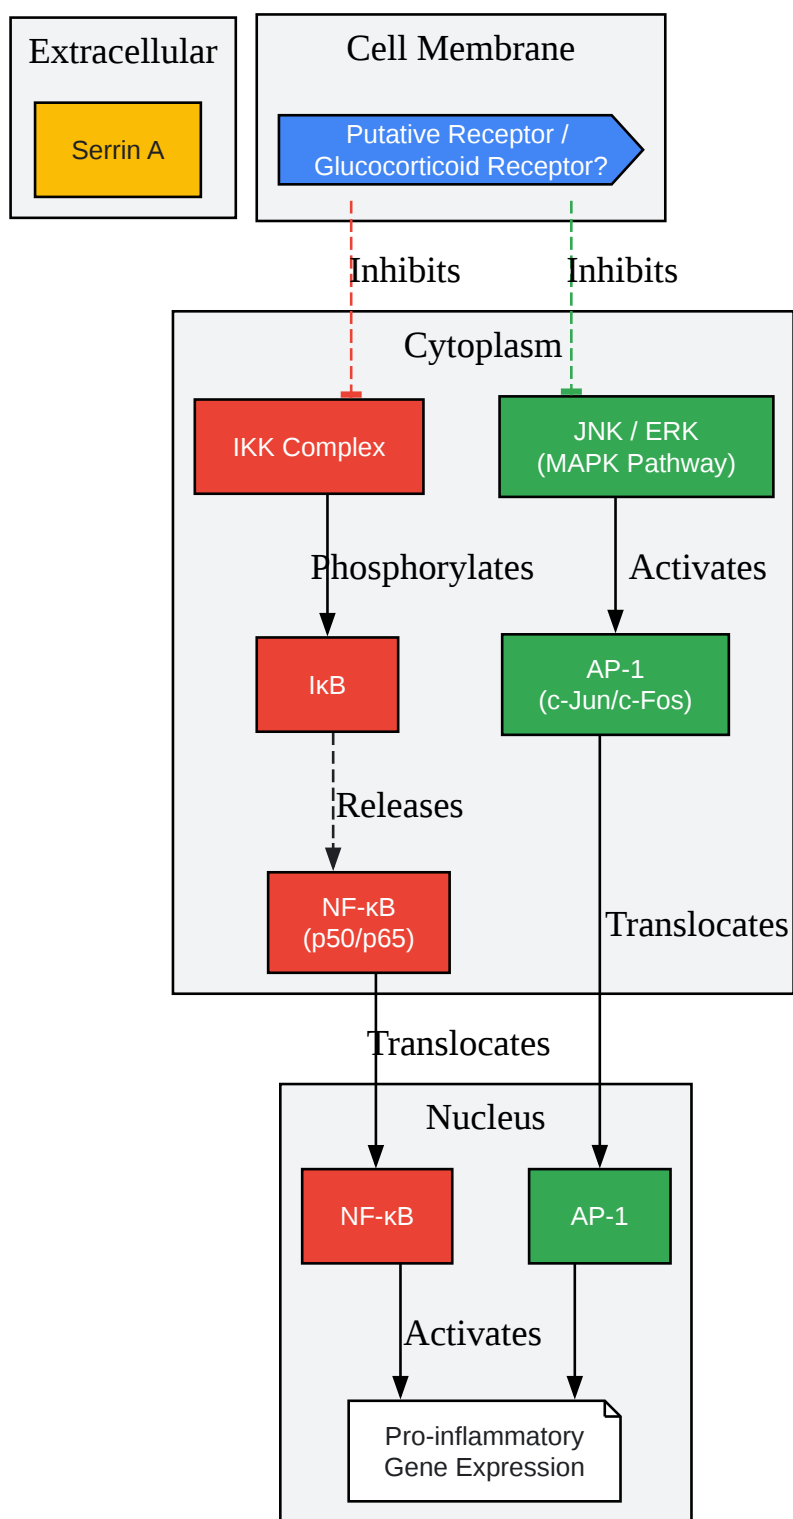 Extracellular
Serrin A
Cell Membrane
Putative Receptor /
Glucocorticoid Receptor?
Inhibits
Inhibits
Cytoplasm
IKK Complex
JNK / ERK
(MAPK Pathway)
Phosphorylates
Activates
IκB
AP-1
(c-Jun/c-Fos)
Releases
NF-κB
(p50/p65)
Translocates
Translocates
Nucleus
NF-κB
AP-1
Activates
Pro-inflammatory
Gene Expression